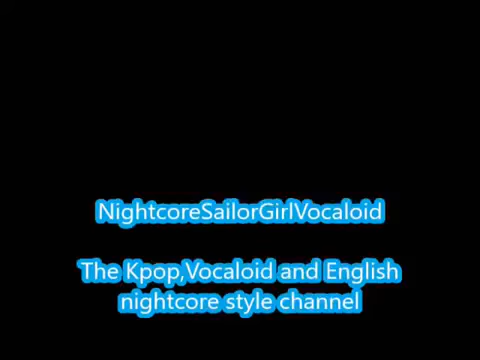 NightcoreSailorGirlVocaloid
The Kpop,Vocaloid and English
nightcore style channel